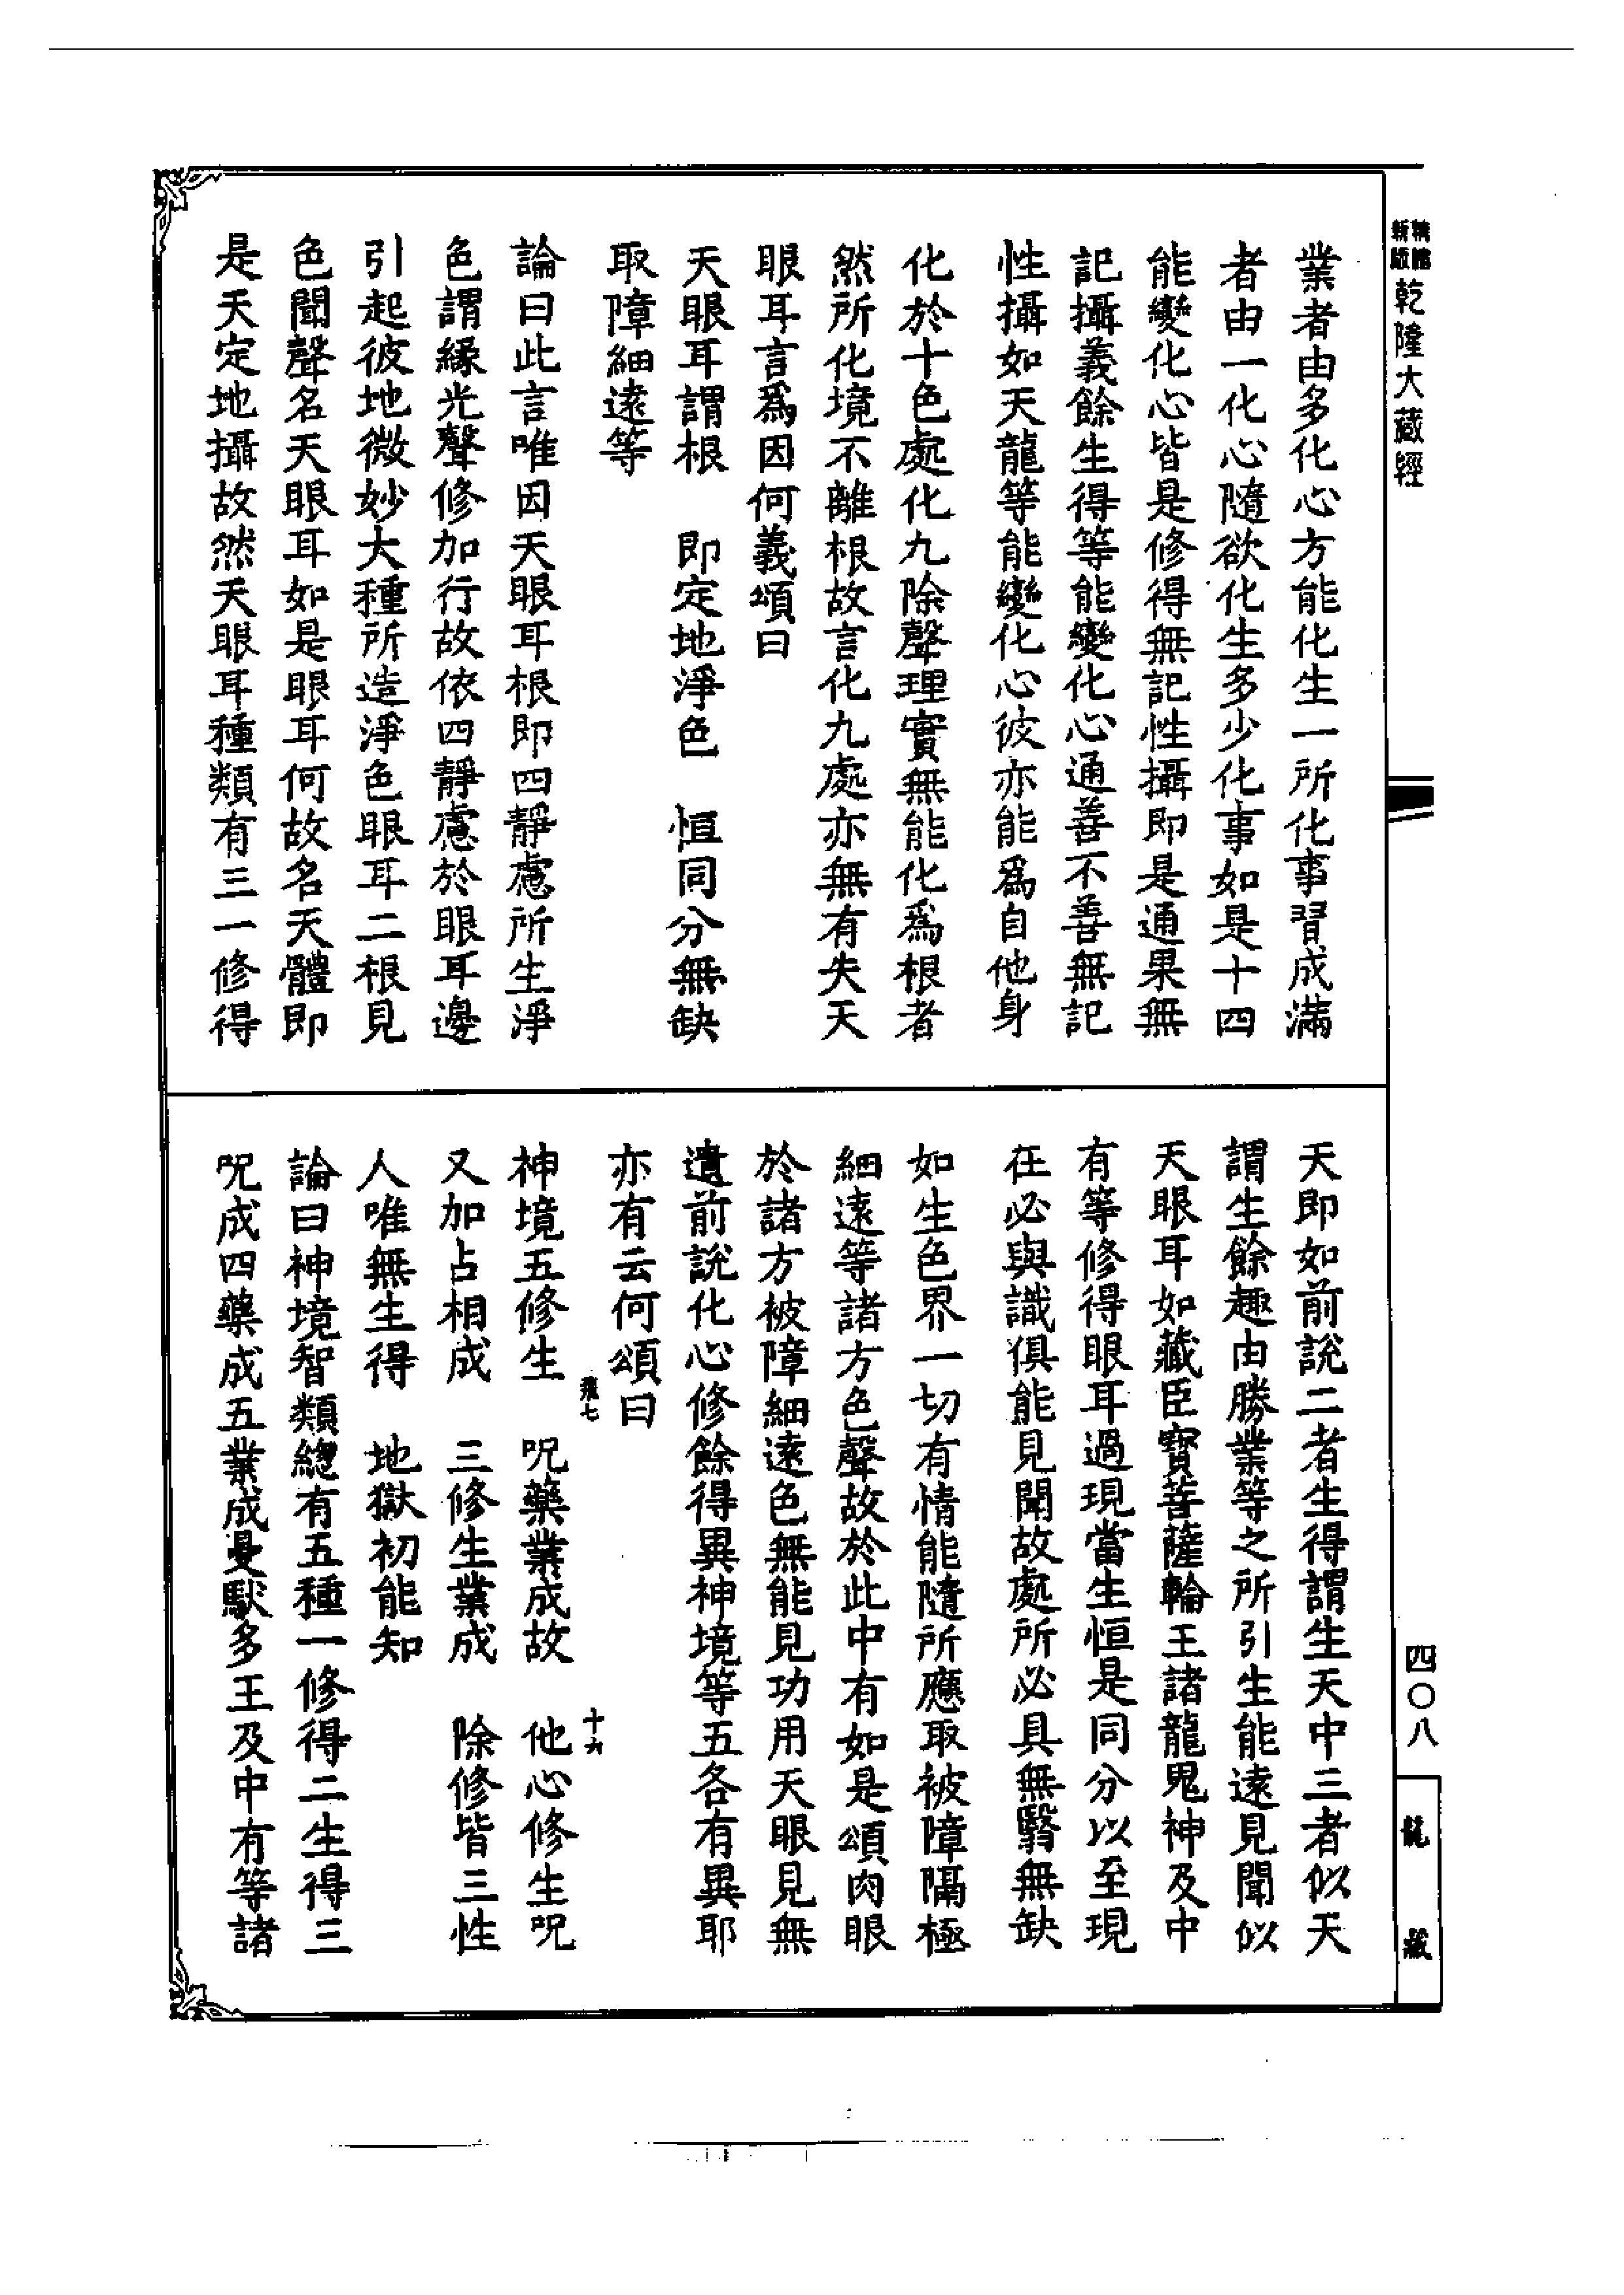 新編縮版乾隆大藏經
業者由多化心方能化生一所化事習成滿
者由一化心隨欲化生多少化事如是十四
能變化心皆是修得無記性攝即是通果無
記攝義餘生得等能變化心通善不善無記
性攝如天龍等能變化心彼亦能爲自他身
化於十色處化九除聲理實無能化爲根者
然所化境不離根故言化九處亦無有失天
眼耳言爲因何義頌曰
天眼耳謂根 即定地淨色 恒同分無缺
取障細遠等
論曰此言唯因天眼耳根即四靜慮所生淨
色謂緣光聲修加行故依四靜慮於眼耳邊
引起彼地微妙大種所造淨色眼耳二根見
色聞聲名天眼耳如是眼耳何故名天體即
是天定地攝故然天眼耳種類有三一修得
天即如前説二者生得謂生天中三者似天
謂生餘趣由勝業等之所引生能遠見聞似
天眼耳如藏臣寳菩薩輪王諸龍鬼神及中
有等修得眼耳過現當生恒是同分以至現
在必與識俱能見聞故處所必具無翳無缺
如生色界一切有情能隨所應取被障隔極
細遠等諸方色聲故於此中有如是頌肉眼
於諸方被障細遠色無能見功用天眼見無
遺前説化心修餘得異神境等五各有異耶
亦有云何頌曰
十六
神境五修生 呪藥業成故 他心修生呪
又加占相成 三修生業成 除修皆三性
人唯無生得 地獄初能知
論曰神境智類總有五種一修得二生得三
呪成四藥成五業成曼馱多王及中有等諸
四〇八
龍藏